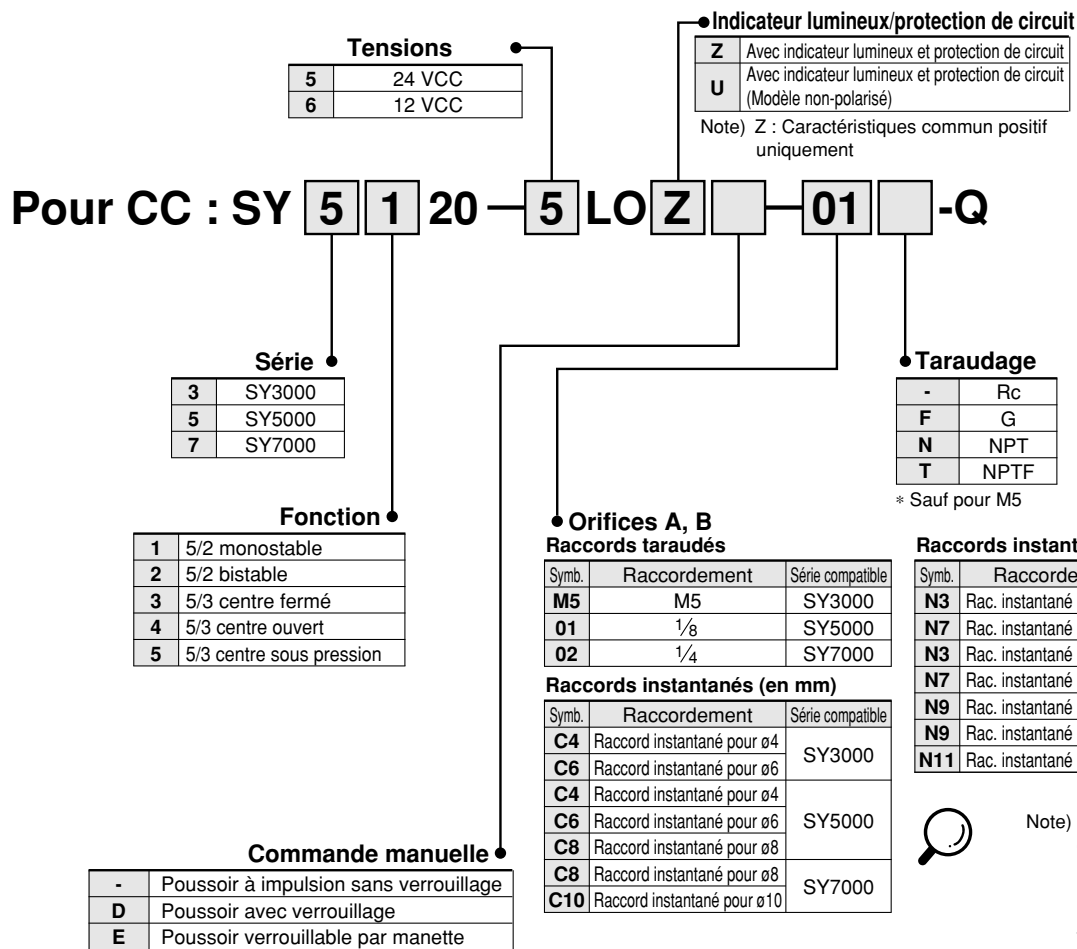 Indicateur lumineux/protection de circuit
Z Avec indicateur lumineux et protection de circuit
U Avec indicateur lumineux et protection de circuit
(Modèle non-polarisé)
Note) Z : Caractéristiques commun positif
uniquement
Tensions
5 24 VCC
6 12 VCC
Pour CC : SY 5 1 20 — 5 LO Z — 01 -Q
Série
3 SY3000
5 SY5000
7 SY7000
Fonction
1 5/2 monostable
2 5/2 bistable
3 5/3 centre fermé
4 5/3 centre ouvert
5 5/3 centre sous pression
Commande manuelle
- Poussoir à impulsion sans verrouillage
D Poussoir avec verrouillage
E Poussoir verrouillable par manette
Taraudage
- Rc
F G
N NPT
T NPTF
* Sauf pour M5
Orifices A, B
Raccords taraudés
Symb. Raccordement Série compatible
M5 M5 SY3000
01 1⁄8 SY5000
02 1⁄4 SY7000
Raccords instantanés (en mm)
Symb. Raccordement Série compatible
C4 Raccord instantané pour ø4 SY3000
C6 Raccord instantané pour ø6
C4 Raccord instantané pour ø4
C6 Raccord instantané pour ø6 SY5000
C8 Raccord instantané pour ø8
C8 Raccord instantané pour ø8 SY7000
C10 Raccord instantané pour ø10
Raccords instant
Symb. Raccorde
N3 Rac. instantané
N7 Rac. instantané
N3 Rac. instantané
N7 Rac. instantané
N9 Rac. instantané
N9 Rac. instantané
N11 Rac. instantané
Note)